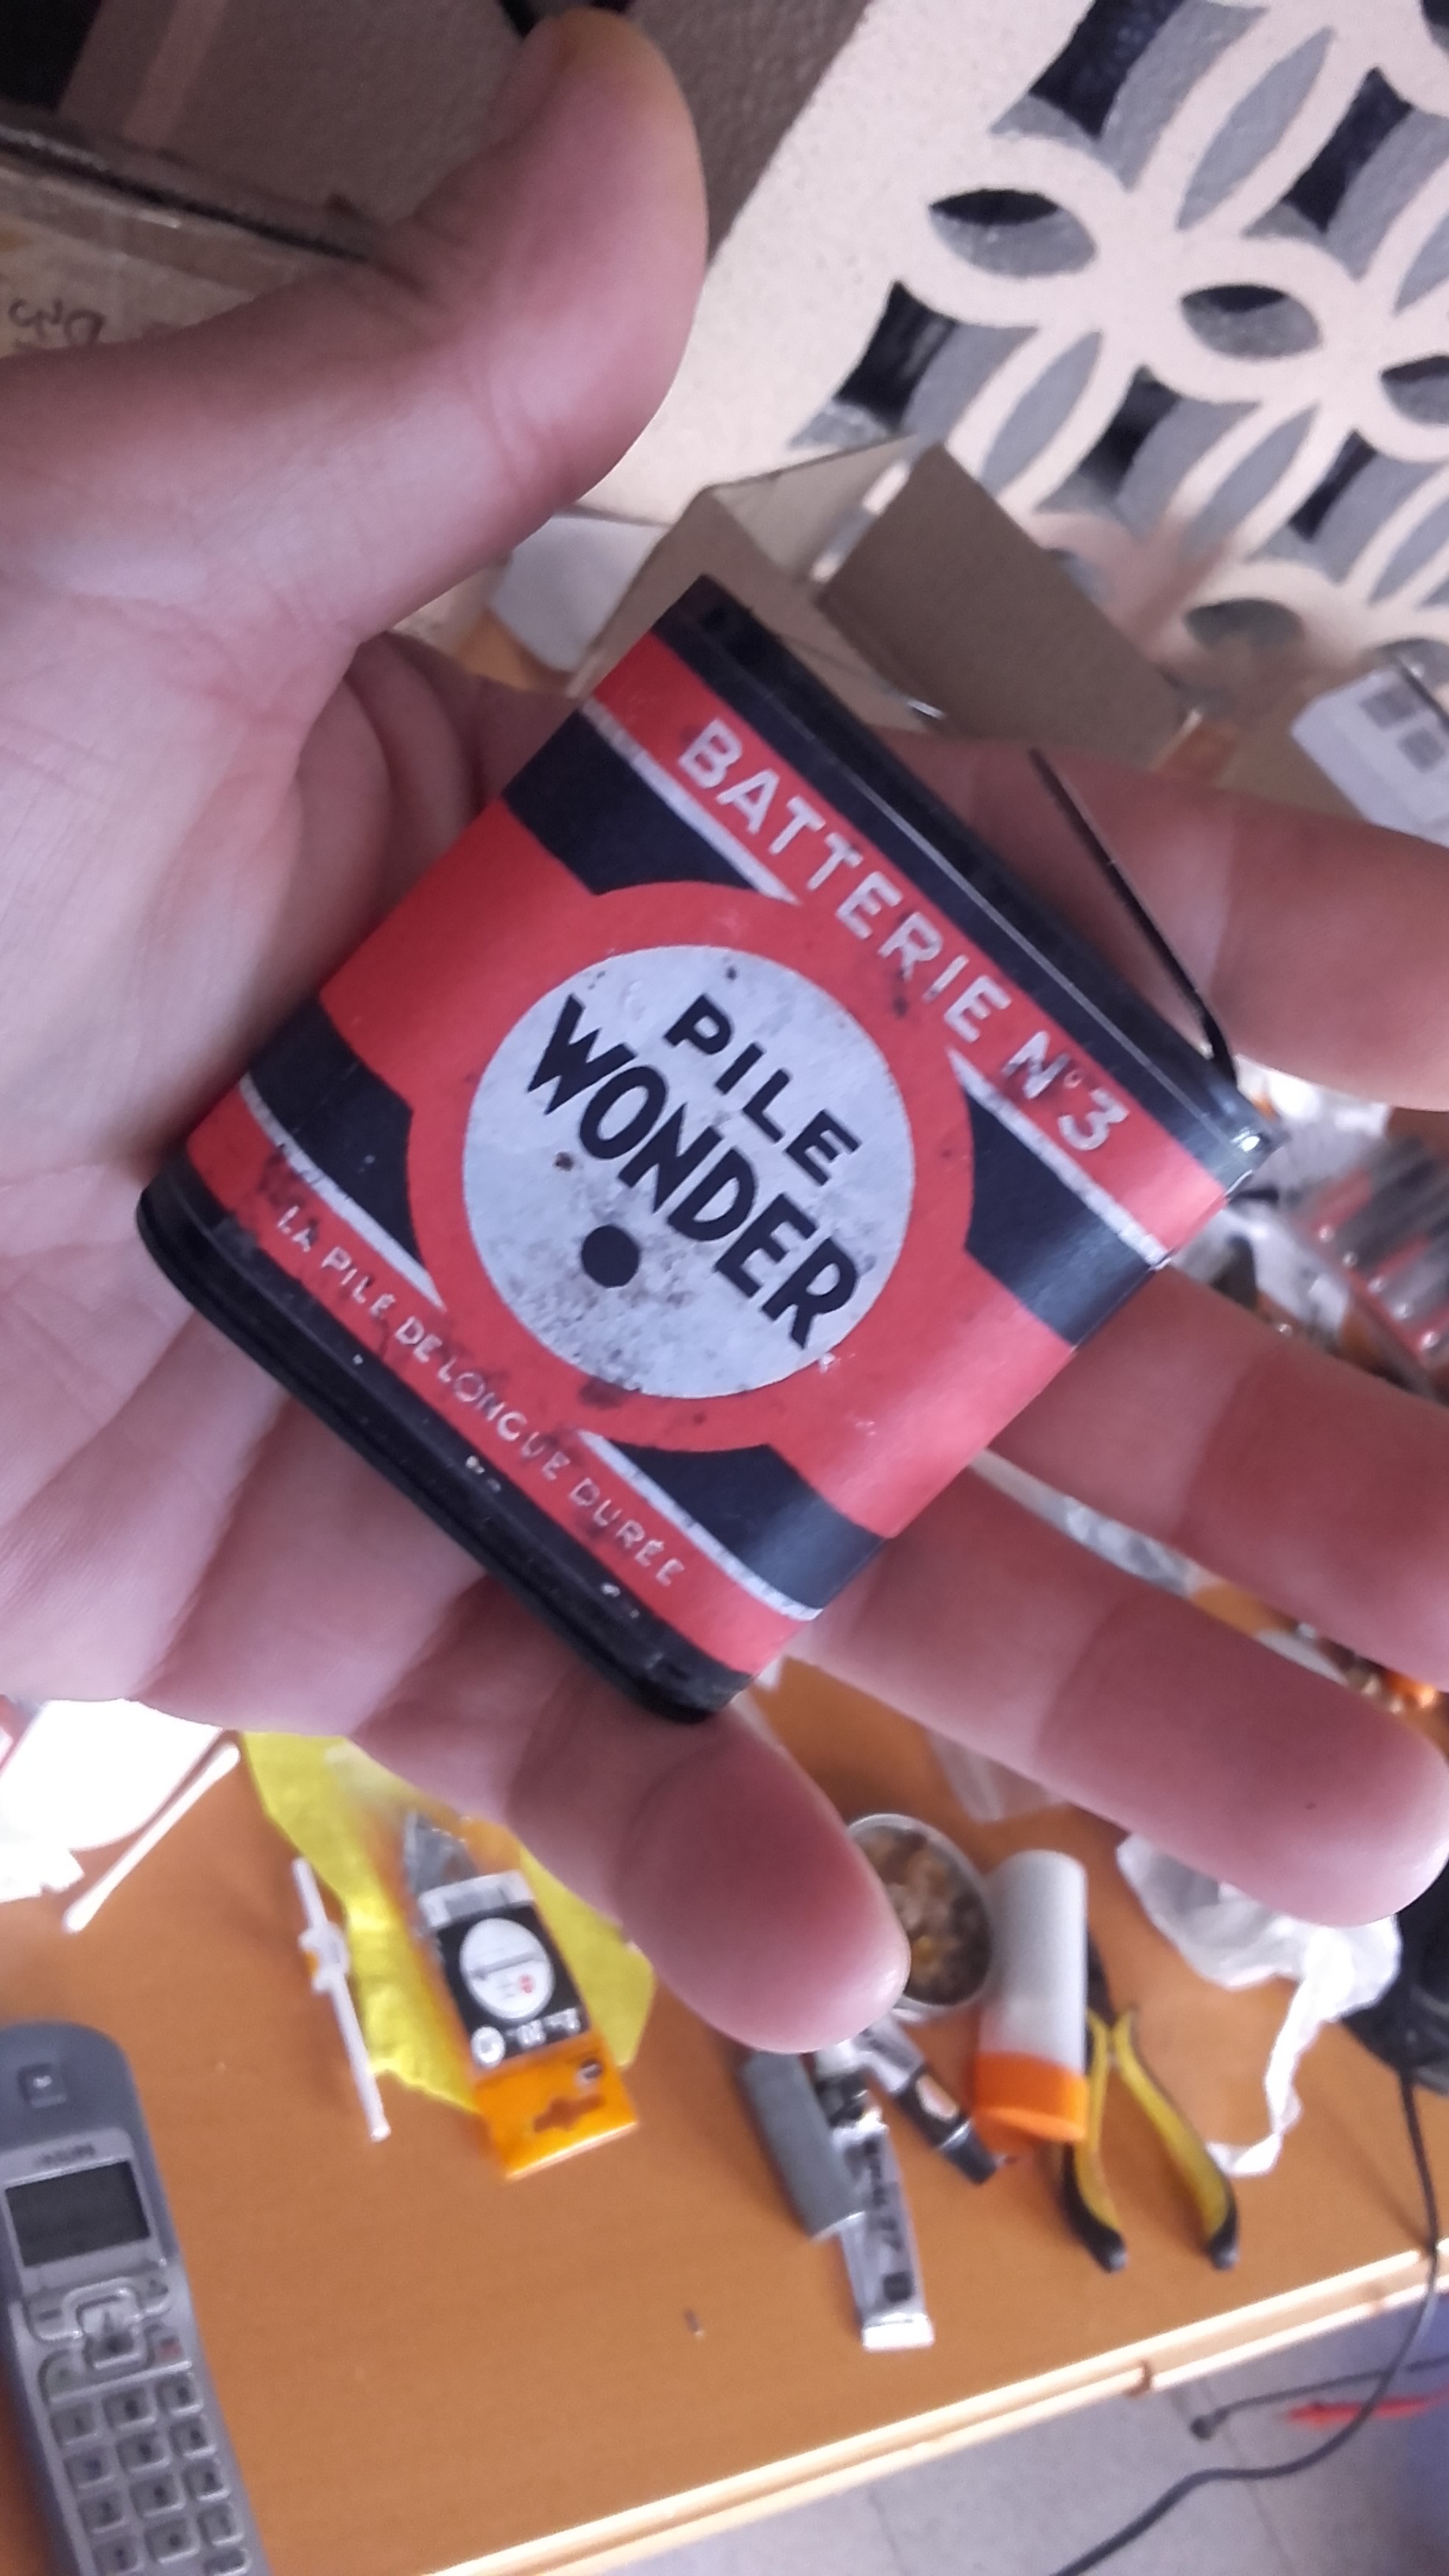 BATTERIE N°3
PILE
WONDER
LA PILE DE LONGUE DURÉE